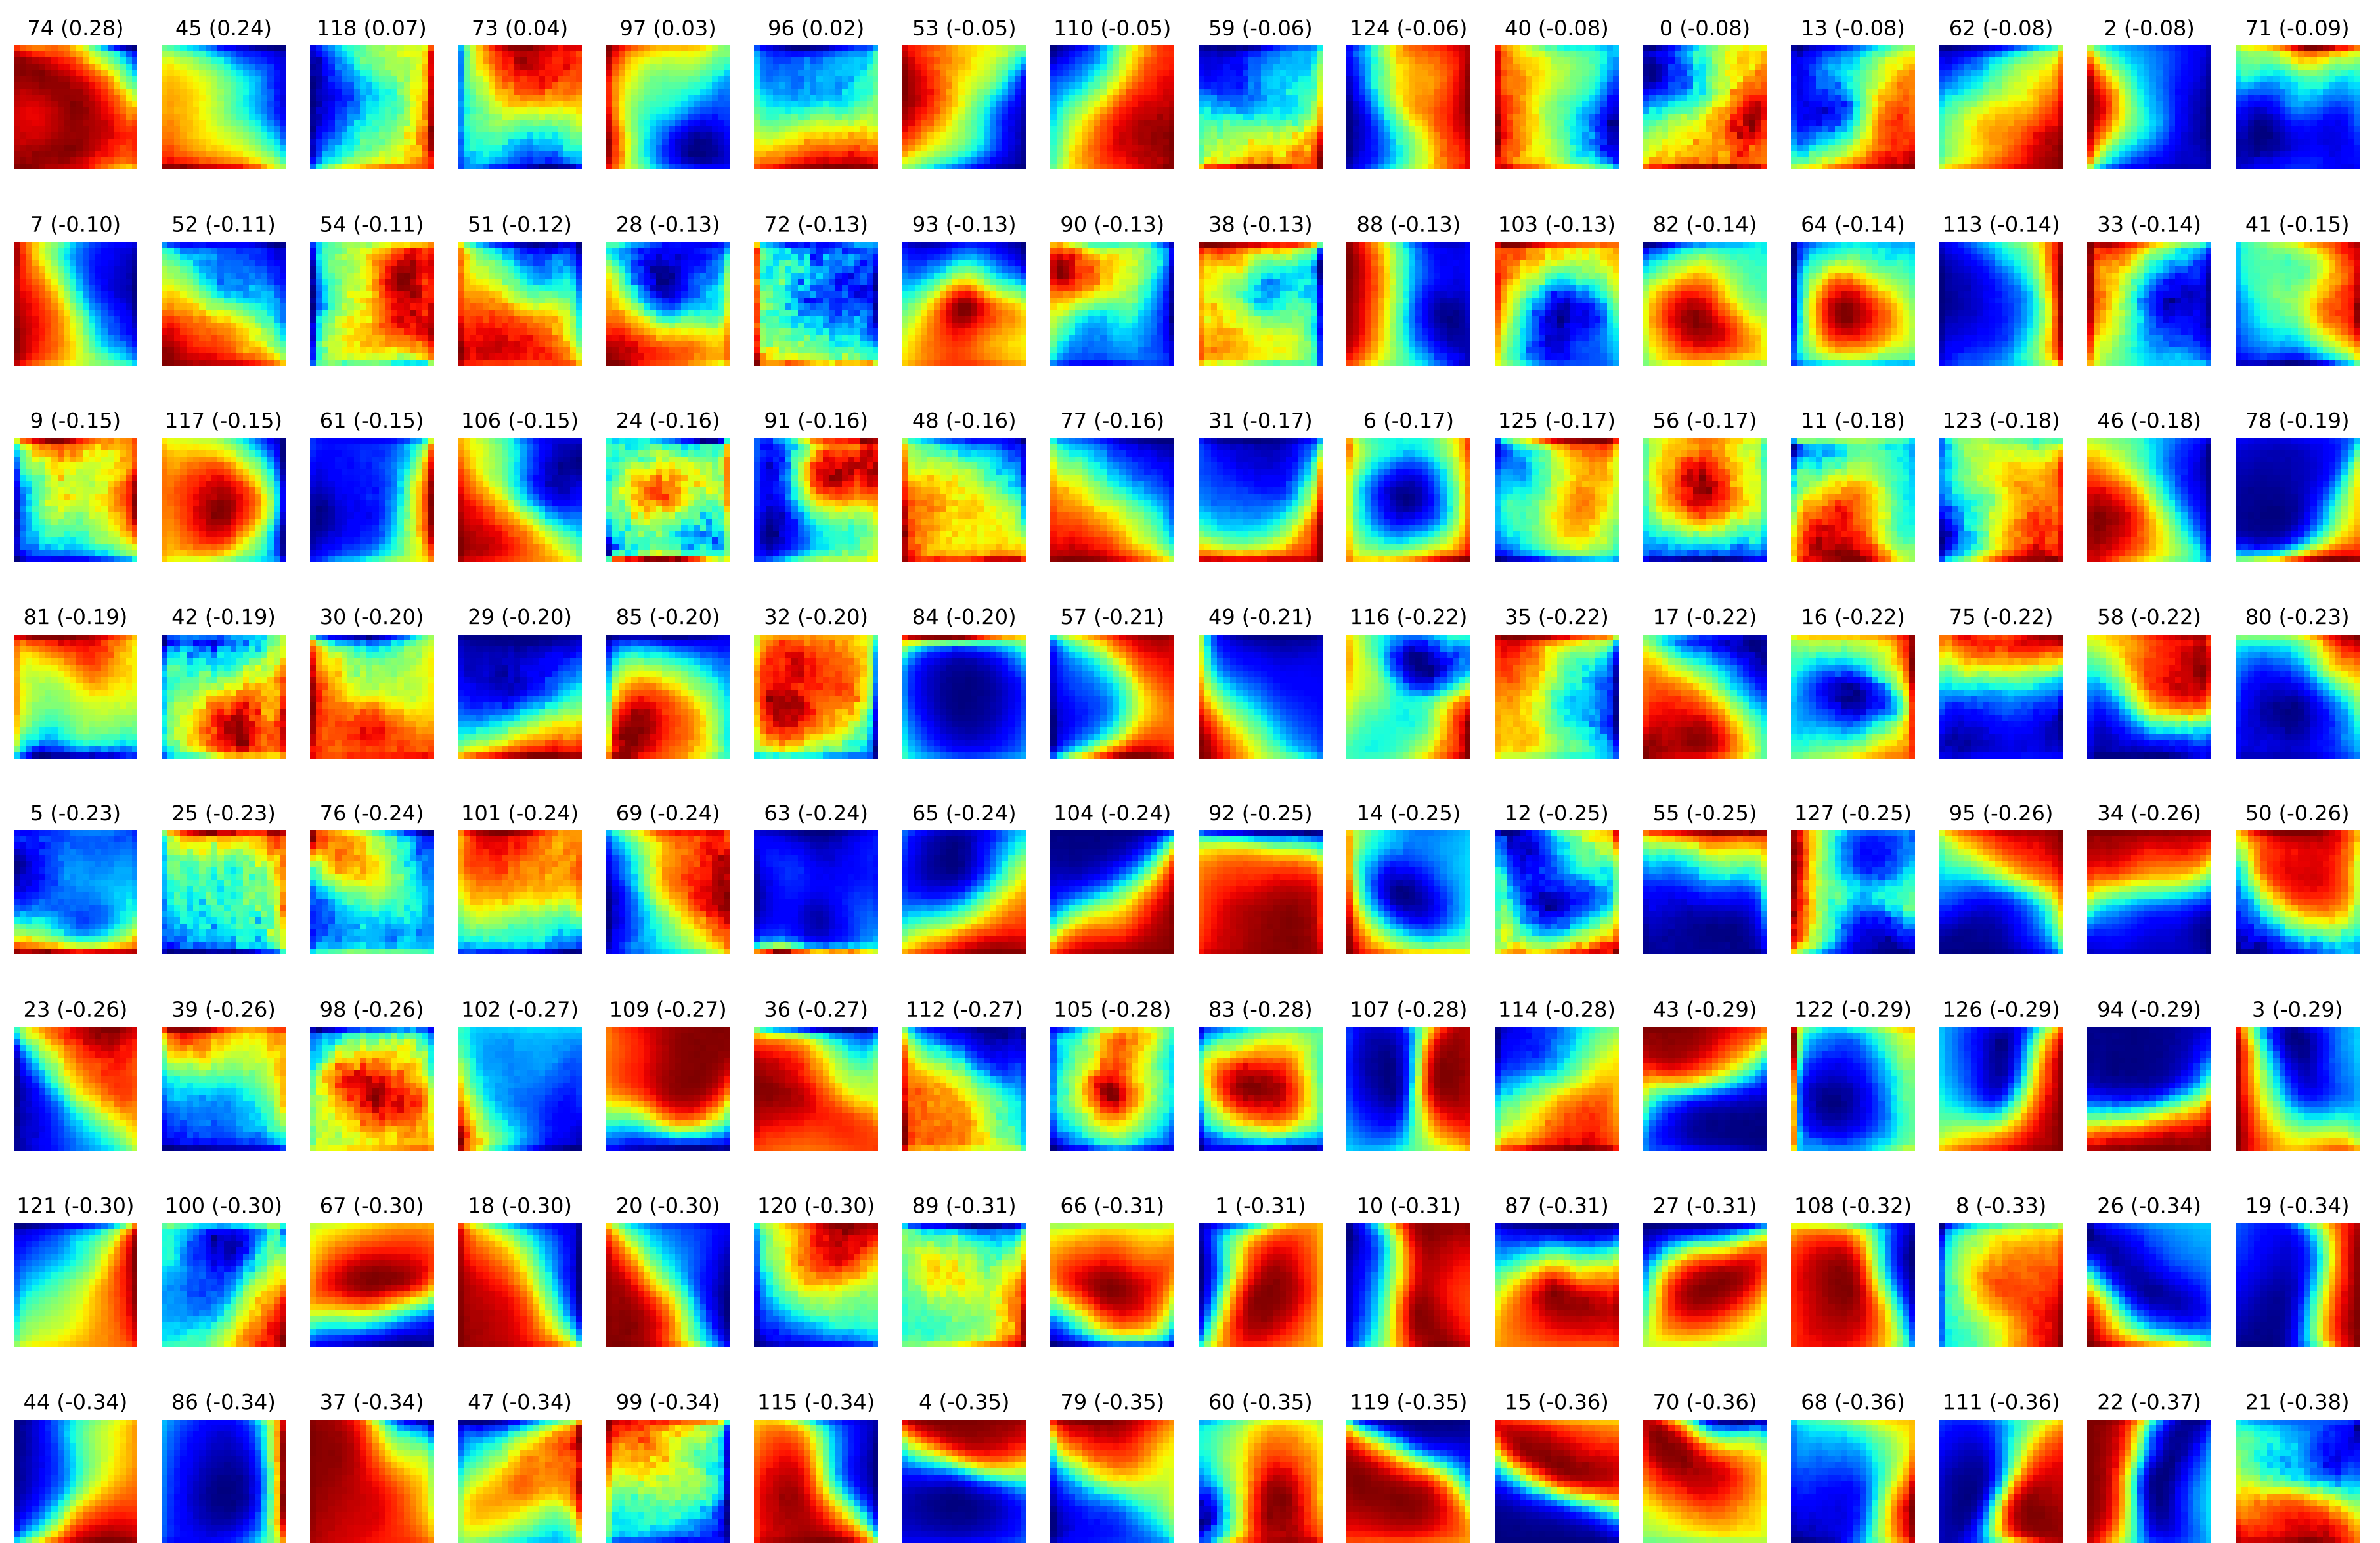 74 (0.28) 45 (0.24) 118 (0.07) 73 (0.04) 97 (0.03) 96 (0.02) 53 (-0.05) 110 (-0.05) 59 (-0.06) 124 (-0.06) 40 (-0.08) 0 (-0.08) 13 (-0.08) 62 (-0.08) 2 (-0.08) 71 (-0.09)
7 (-0.10) 52 (-0.11) 54 (-0.11) 51 (-0.12) 28 (-0.13) 72 (-0.13) 93 (-0.13) 90 (-0.13) 38 (-0.13) 88 (-0.13) 103 (-0.13) 82 (-0.14) 64 (-0.14) 113 (-0.14) 33 (-0.14) 41 (-0.15)
9 (-0.15) 117 (-0.15) 61 (-0.15) 106 (-0.15) 24 (-0.16) 91 (-0.16) 48 (-0.16) 77 (-0.16) 31 (-0.17) 6 (-0.17) 125 (-0.17) 56 (-0.17) 11 (-0.18) 123 (-0.18) 46 (-0.18) 78 (-0.19)
81 (-0.19) 42 (-0.19) 30 (-0.20) 29 (-0.20) 85 (-0.20) 32 (-0.20) 84 (-0.20) 57 (-0.21) 49 (-0.21) 116 (-0.22) 35 (-0.22) 17 (-0.22) 16 (-0.22) 75 (-0.22) 58 (-0.22) 80 (-0.23)
5 (-0.23) 25 (-0.23) 76 (-0.24) 101 (-0.24) 69 (-0.24) 63 (-0.24) 65 (-0.24) 104 (-0.24) 92 (-0.25) 14 (-0.25) 12 (-0.25) 55 (-0.25) 127 (-0.25) 95 (-0.26) 34 (-0.26) 50 (-0.26)
23 (-0.26) 39 (-0.26) 98 (-0.26) 102 (-0.27) 109 (-0.27) 36 (-0.27) 112 (-0.27) 105 (-0.28) 83 (-0.28) 107 (-0.28) 114 (-0.28) 43 (-0.29) 122 (-0.29) 126 (-0.29) 94 (-0.29) 3 (-0.29)
121 (-0.30) 100 (-0.30) 67 (-0.30) 18 (-0.30) 20 (-0.30) 120 (-0.30) 89 (-0.31) 66 (-0.31) 1 (-0.31) 10 (-0.31) 87 (-0.31) 27 (-0.31) 108 (-0.32) 8 (-0.33) 26 (-0.34) 19 (-0.34)
44 (-0.34) 86 (-0.34) 37 (-0.34) 47 (-0.34) 99 (-0.34) 115 (-0.34) 4 (-0.35) 79 (-0.35) 60 (-0.35) 119 (-0.35) 15 (-0.36) 70 (-0.36) 68 (-0.36) 111 (-0.36) 22 (-0.37) 21 (-0.38)